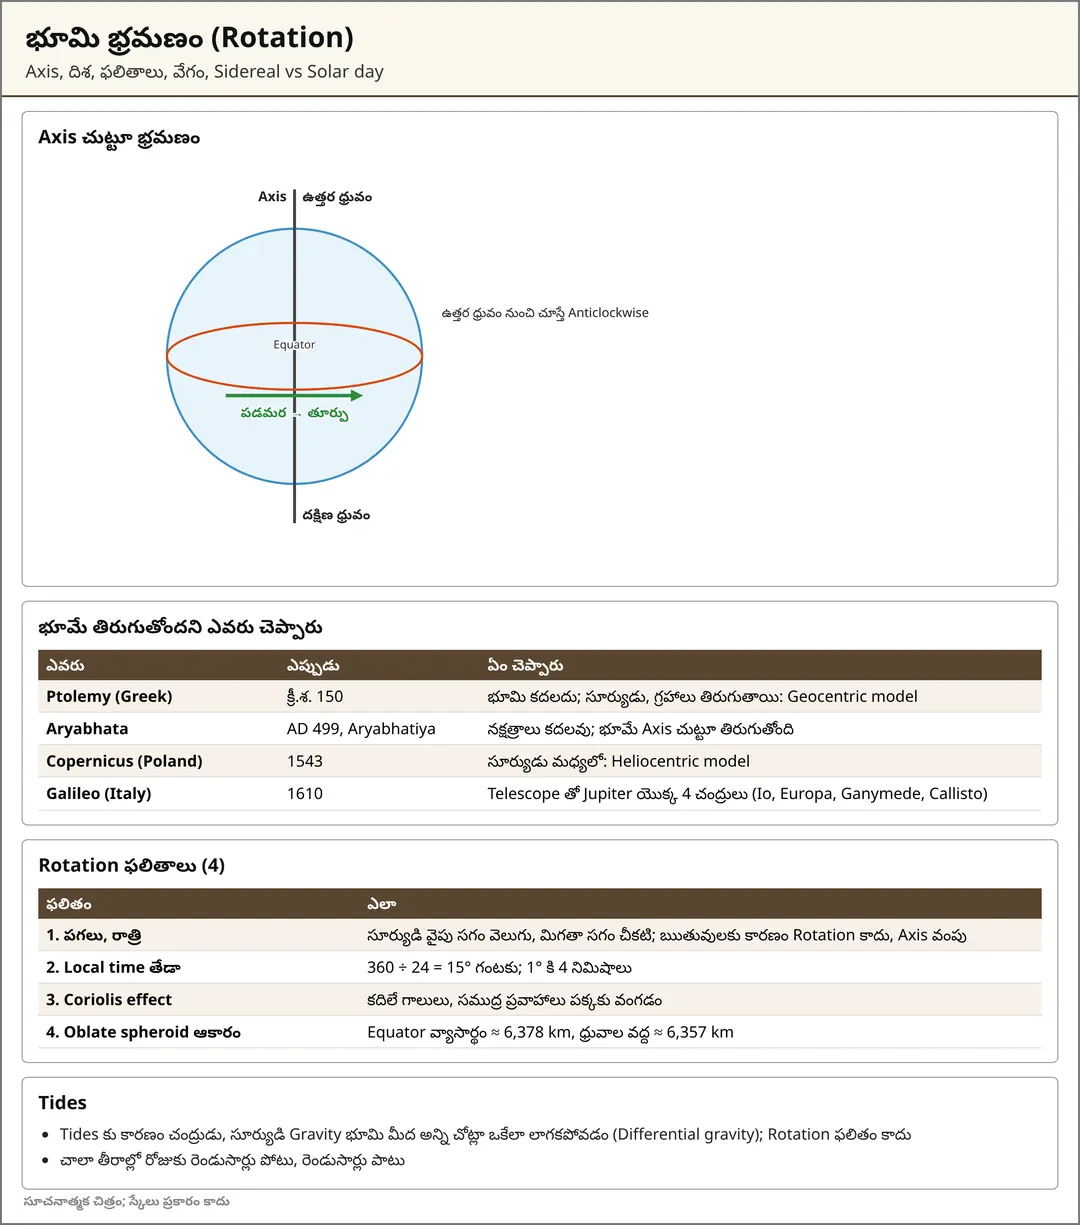 భూమి భ్రమణం (Rotation)
Axis, దిశ, ఫలితాలు, వేగం, Sidereal vs Solar day
Axis చుట్టూ భ్రమణం
Axis
ఉత్తర ధ్రువం
ఉత్తర ధ్రువం నుంచి చూస్తే Anticlockwise
Equator
పడమర → తూర్పు
దక్షిణ ధ్రువం
భూమే తిరుగుతోందని ఎవరు చెప్పారు
ఎవరు ఎప్పుడు ఏం చెప్పారు
Ptolemy (Greek) క్రీ.శ. 150 భూమి కదలదు; సూర్యుడు, గ్రహాలు తిరుగుతాయి: Geocentric model
Aryabhata AD 499, Aryabhatiya నక్షత్రాలు కదలవు; భూమే Axis చుట్టూ తిరుగుతోంది
Copernicus (Poland) 1543 సూర్యుడు మధ్యలో: Heliocentric model
Galileo (Italy) 1610 Telescope తో Jupiter యొక్క 4 చంద్రులు (Io, Europa, Ganymede, Callisto)
Rotation ఫలితాలు (4)
ఫలితం ఎలా
1. పగలు, రాత్రి సూర్యుడి వైపు సగం వెలుగు, మిగతా సగం చీకటి; ఋతువులకు కారణం Rotation కాదు, Axis వంపు
2. Local time తేడా 360 ÷ 24 = 15° గంటకు; 1° కి 4 నిమిషాలు
3. Coriolis effect కదిలే గాలులు, సముద్ర ప్రవాహాలు పక్కకు వంగడం
4. Oblate spheroid ఆకారం Equator వ్యాసార్థం ≈ 6,378 km, ధ్రువాల వద్ద ≈ 6,357 km
Tides
• Tides కు కారణం చంద్రుడు, సూర్యుడి Gravity భూమి మీద అన్ని చోట్లా ఒకేలా లాగకపోవడం (Differential gravity); Rotation ఫలితం కాదు
• చాలా తీరాల్లో రోజుకు రెండుసార్లు పోటు, రెండుసార్లు పాటు
సూచనాత్మక చిత్రం; స్కేలు ప్రకారం కాదు